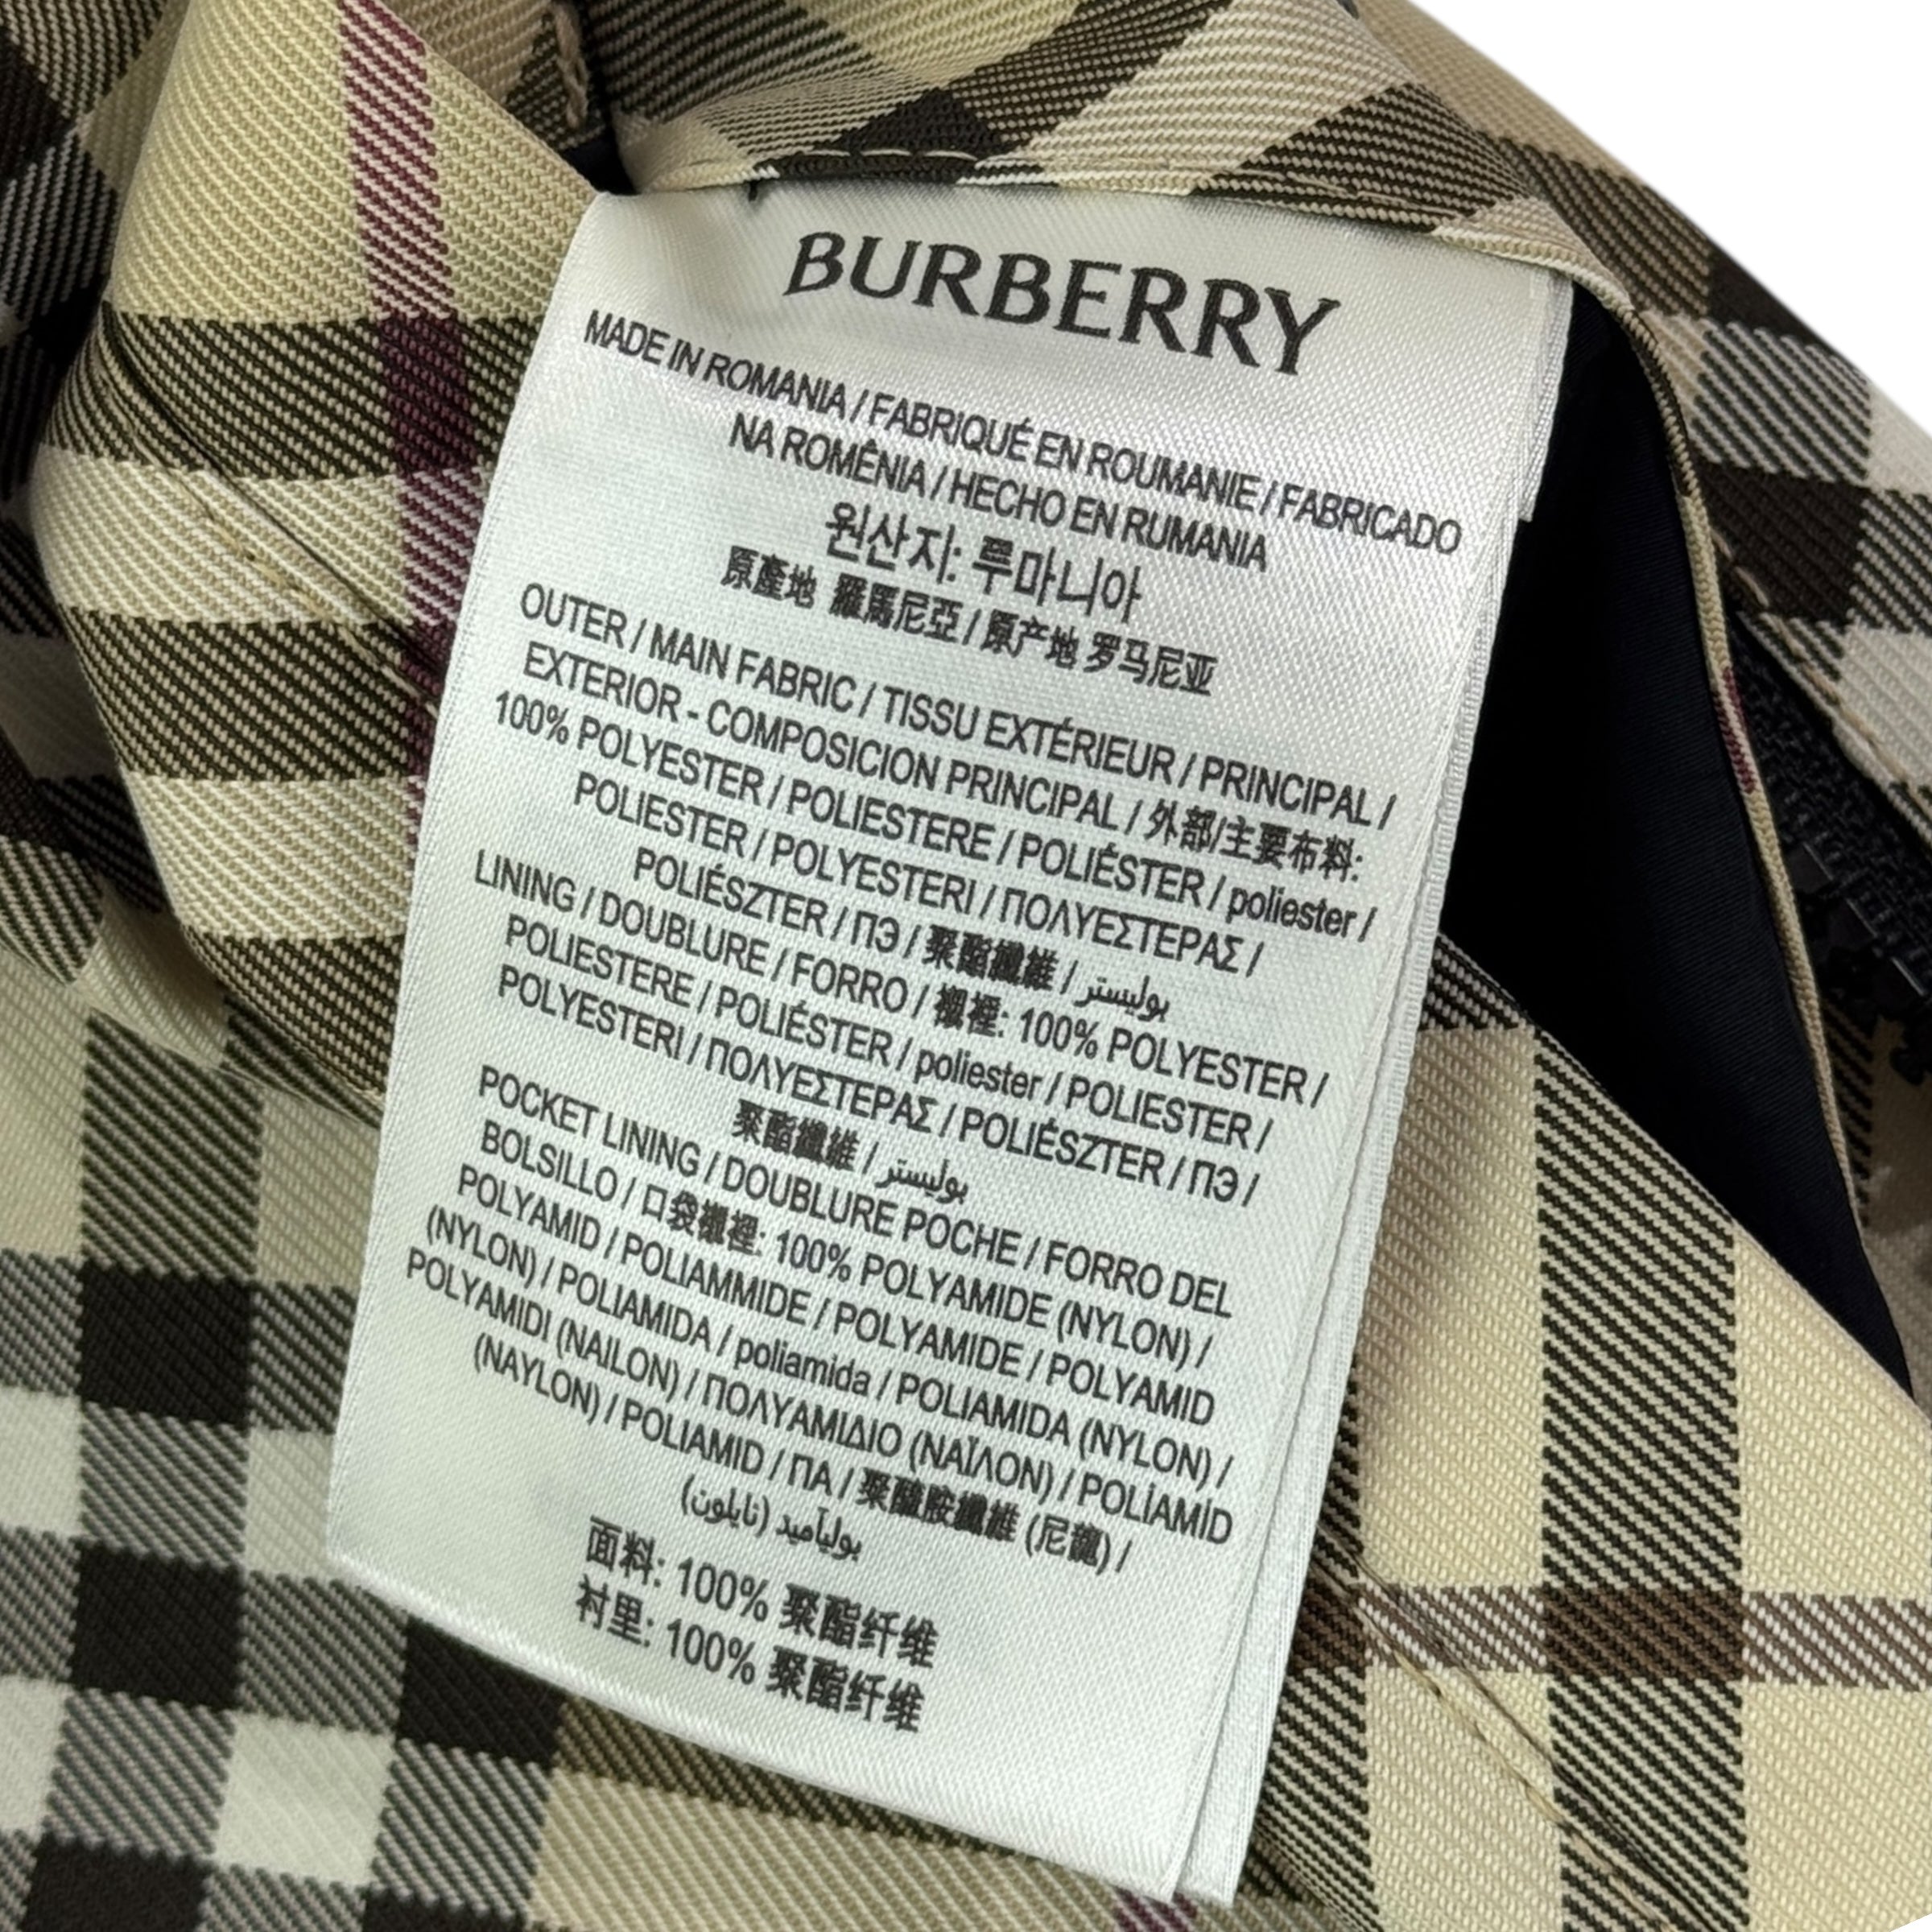 BURBERRY
MADE IN ROMANIA / FABRIQUÉ EN ROUMANIE / FABRICADO
NA ROMÊNIA / HECHO EN RUMANIA
원산지: 루마니아
原產地 羅馬尼亞 / 原产地 罗马尼亚
OUTER / MAIN FABRIC / TISSU EXTÉRIEUR / PRINCIPAL /
EXTERIOR - COMPOSICION PRINCIPAL / 外部/主要布料:
100% POLYESTER / POLIESTERE / POLIÉSTER / poliester /
POLIESTER / POLYESTERI / ΠΟΛΥΕΣΤΕΡΑΣ /
POLIÉSZTER / ПЭ / 聚酯纖維 / بوليستر
LINING / DOUBLURE / FORRO / 襯裡: 100% POLYESTER /
POLIESTERE / POLIÉSTER / poliester / POLIESTER /
POLYESTERI / ΠΟΛΥΕΣΤΕΡΑΣ / POLIÉSZTER / ПЭ /
聚酯纖維 / بوليستر
POCKET LINING / DOUBLURE POCHE / FORRO DEL
BOLSILLO / 口袋襯裡: 100% POLYAMIDE (NYLON) /
POLYAMID / POLIAMMIDE / POLYAMIDE / POLYAMID
(NYLON) / POLIAMIDA / poliamida / POLIAMIDA (NYLON) /
POLYAMIDI (NAILON) / ΠΟΛΥΑΜΙΔΙΟ (ΝΑΪΛΟΝ) / POLİAMİD
(NAYLON) / POLIAMID / ПА / 聚醯胺纖維 (尼龍) /
بوليآميد (نايلون)
面料: 100% 聚酯纤维
衬里: 100% 聚酯纤维